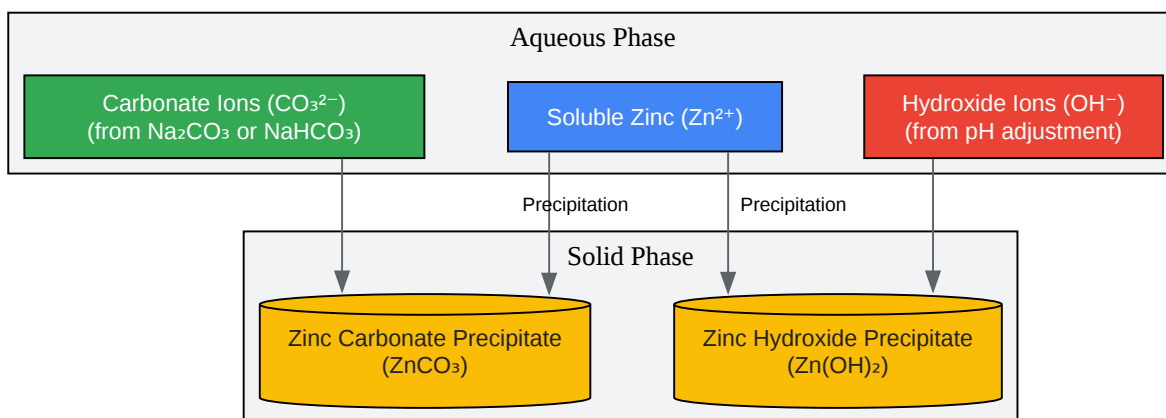 Aqueous Phase
Carbonate Ions (CO₃²⁻)
(from Na₂CO₃ or NaHCO₃)
Soluble Zinc (Zn²⁺)
Hydroxide Ions (OH⁻)
(from pH adjustment)
Precipitation
Precipitation
Solid Phase
Zinc Carbonate Precipitate
(ZnCO₃)
Zinc Hydroxide Precipitate
(Zn(OH)₂)